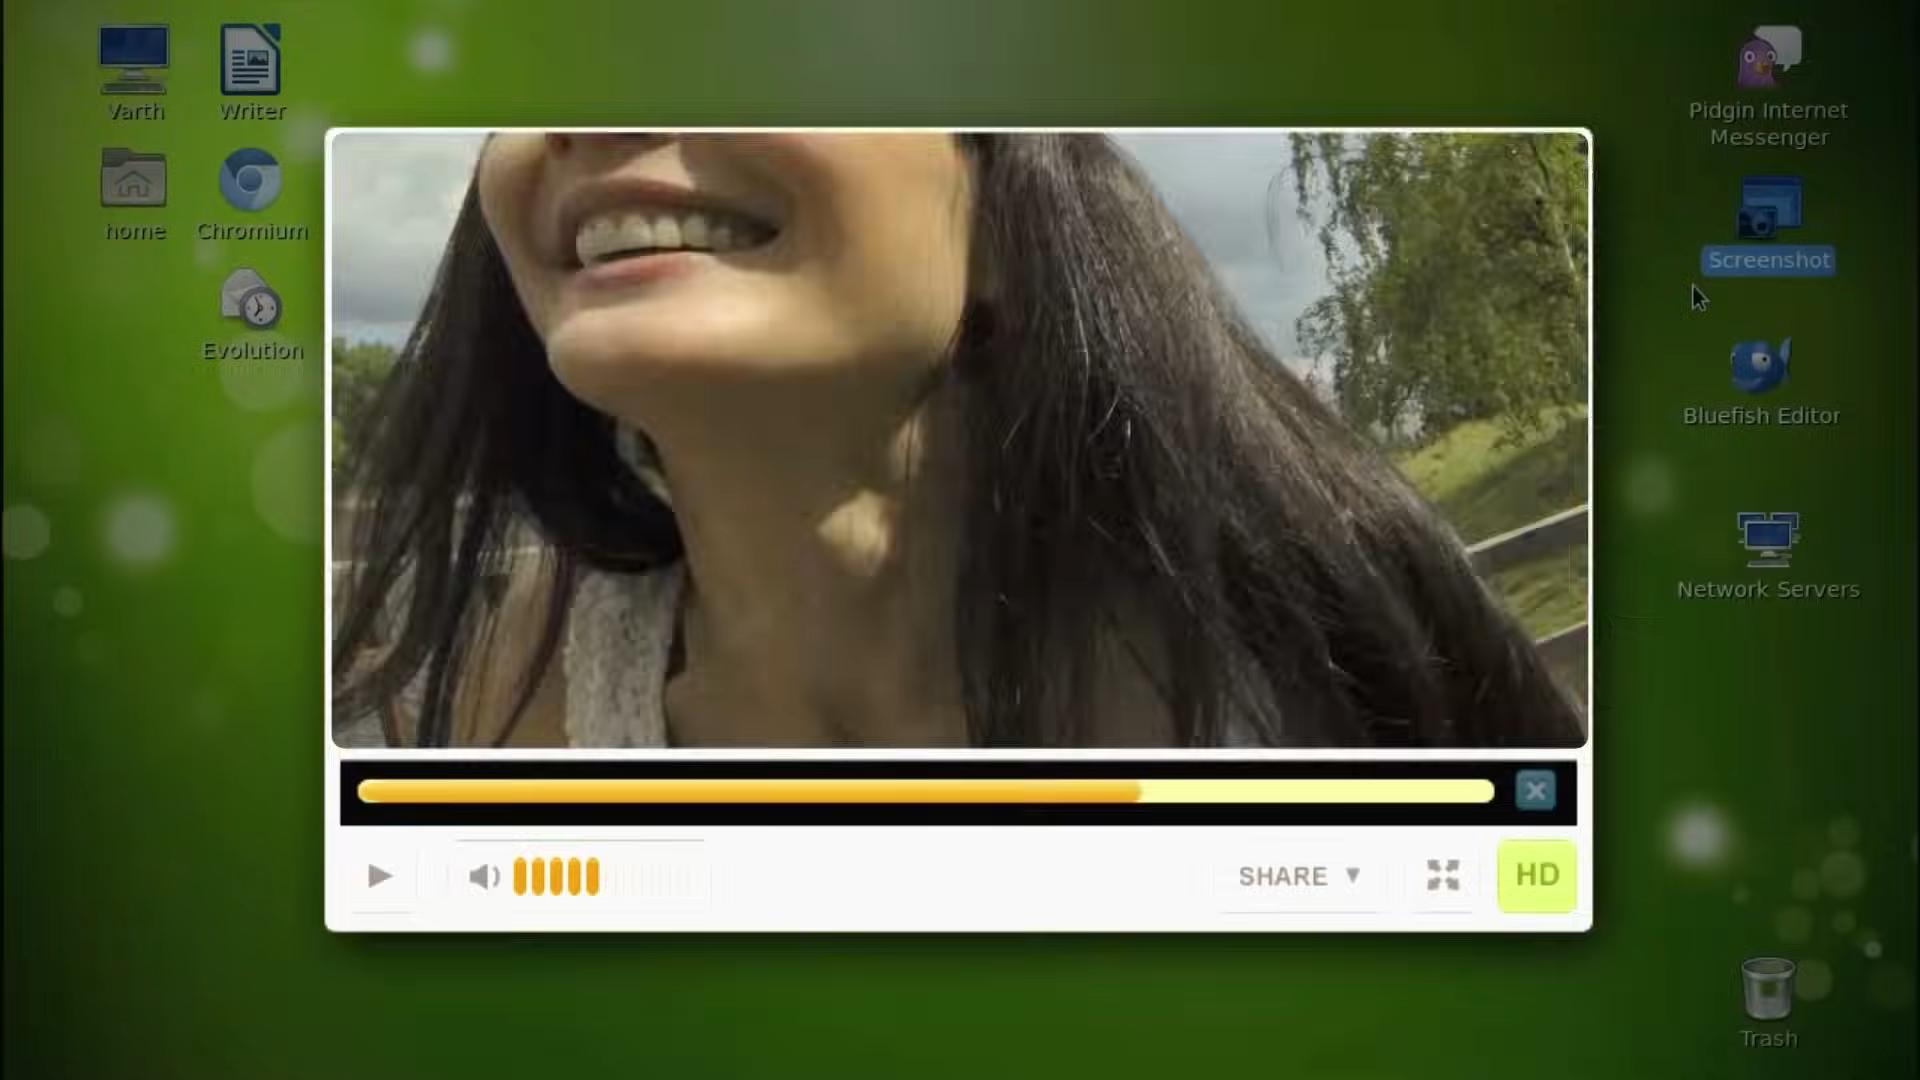 Varth
Writer
home
Chromium
Evolution
Pidgin Internet
Messenger
Screenshot
Bluefish Editor
Network Servers
Trash
SHARE
HD